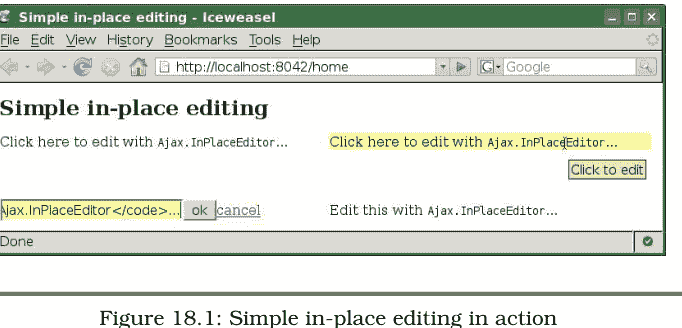 Simple in-place editing - Iceweasel
File Edit View History Bookmarks Tools Help
http://localhost:8042/home G Google
Simple in-place editing
Click here to edit with Ajax.InPlaceEditor... Click here to edit with Ajax.InPlaceEditor...
Click to edit
Ajax.InPlaceEditor</code>... ok cancel Edit this with Ajax.InPlaceEditor...
Done
Figure 18.1: Simple in-place editing in action